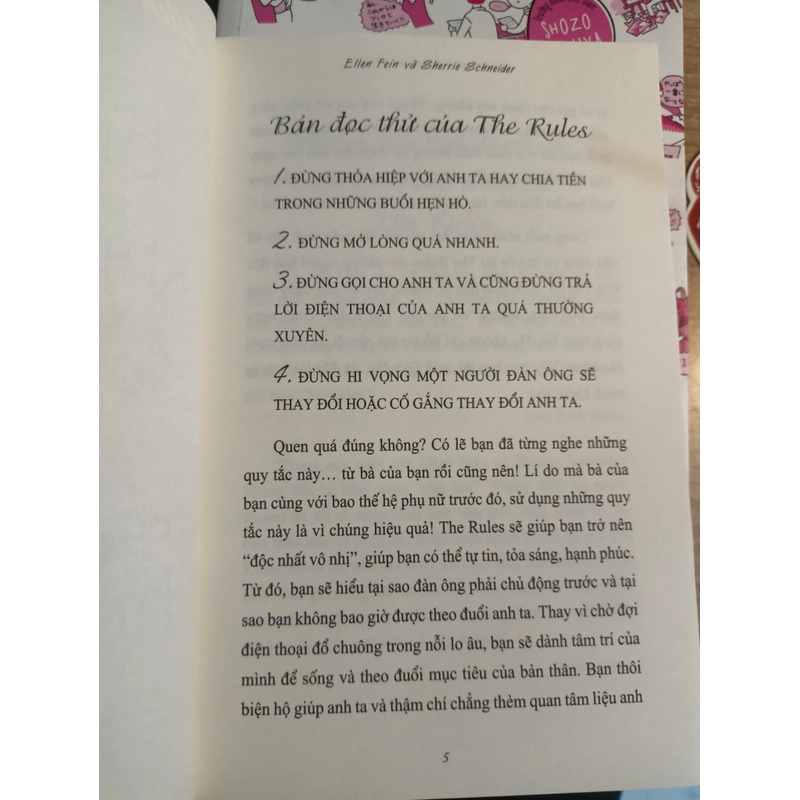 SHOZO
Ellen Fein và Sherrie Schneider
Bản đọc thử của The Rules
1. ĐỪNG THỎA HIỆP VỚI ANH TA HAY CHIA TIỀN
TRONG NHỮNG BUỔI HẸN HÒ.
2. ĐỪNG MỞ LÒNG QUÁ NHANH.
3. ĐỪNG GỌI CHO ANH TA VÀ CŨNG ĐỪNG TRẢ
LỜI ĐIỆN THOẠI CỦA ANH TA QUÁ THƯỜNG
XUYÊN.
4. ĐỪNG HI VỌNG MỘT NGƯỜI ĐÀN ÔNG SẼ
THAY ĐỔI HOẶC CỐ GẮNG THAY ĐỔI ANH TA.
Quen quá đúng không? Có lẽ bạn đã từng nghe những
quy tắc này… từ bà của bạn rồi cũng nên! Lí do mà bà của
bạn cùng với bao thế hệ phụ nữ trước đó, sử dụng những quy
tắc này là vì chúng hiệu quả! The Rules sẽ giúp bạn trở nên
“độc nhất vô nhị”, giúp bạn có thể tự tin, tỏa sáng, hạnh phúc.
Từ đó, bạn sẽ hiểu tại sao đàn ông phải chủ động trước và tại
sao bạn không bao giờ được theo đuổi anh ta. Thay vì chờ đợi
điện thoại đổ chuông trong nỗi lo âu, bạn sẽ dành tâm trí của
mình để sống và theo đuổi mục tiêu của bản thân. Bạn thôi
biện hộ giúp anh ta và thậm chí chẳng thèm quan tâm liệu anh
5